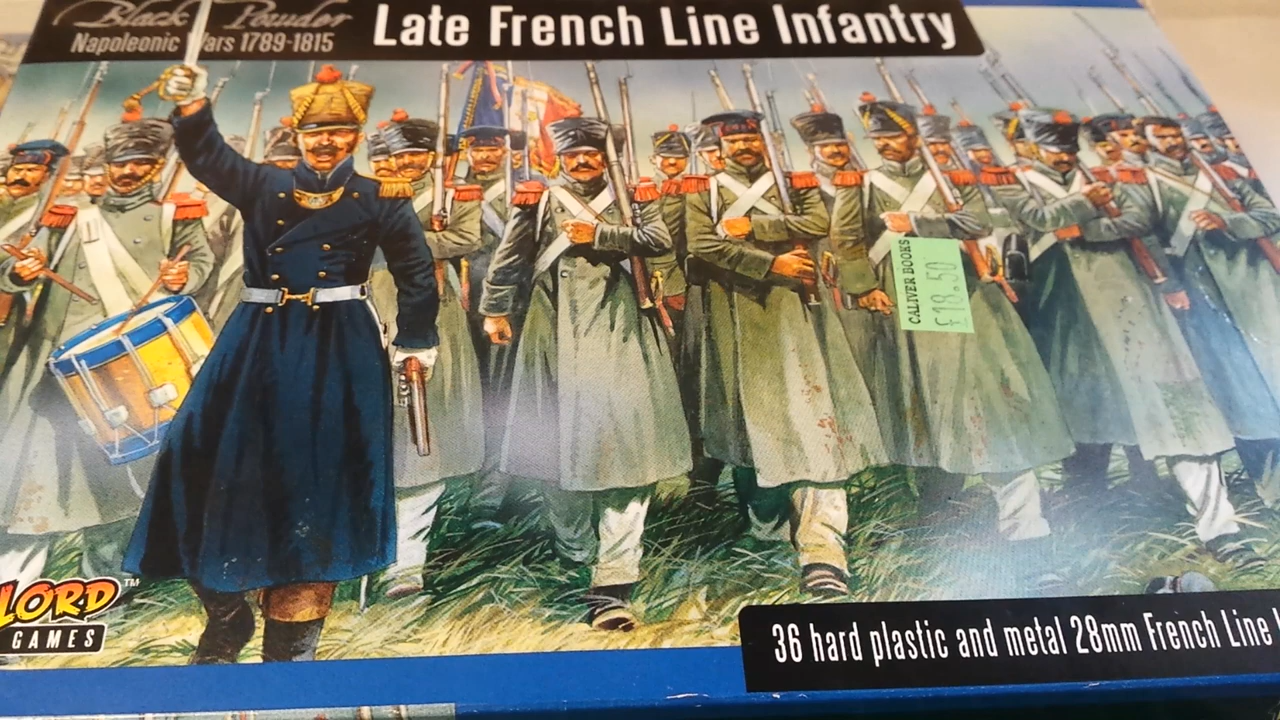 Black Powder
Napoleonic Wars 1789-1815
Late French Line Infantry
CALIVER BOOKS
£18.50
LORD™
GAMES
36 hard plastic and metal 28mm French Line